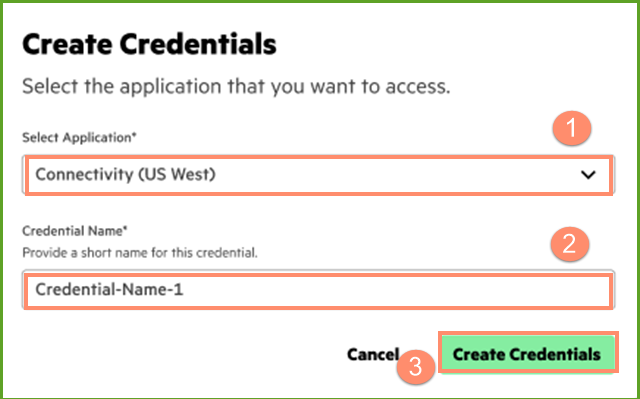 Create Credentials
Select the application that you want to access.
Select Application*
1
Connectivity (US West)
Credential Name*
2
Provide a short name for this credential.
Credential-Name-1
Cancel
3
Create Credentials